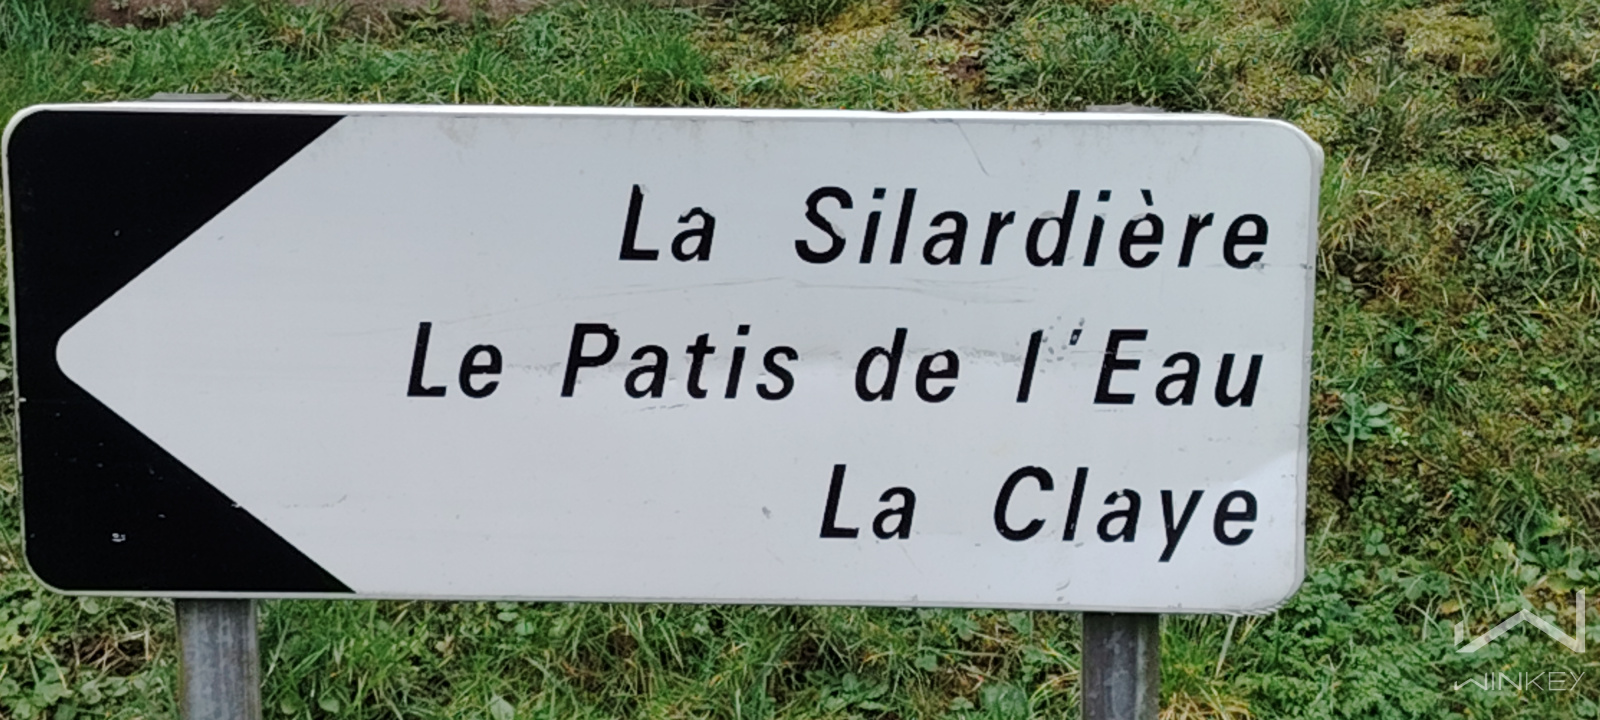 La Silardière
Le Patis de l'Eau
La Claye
WINKEY